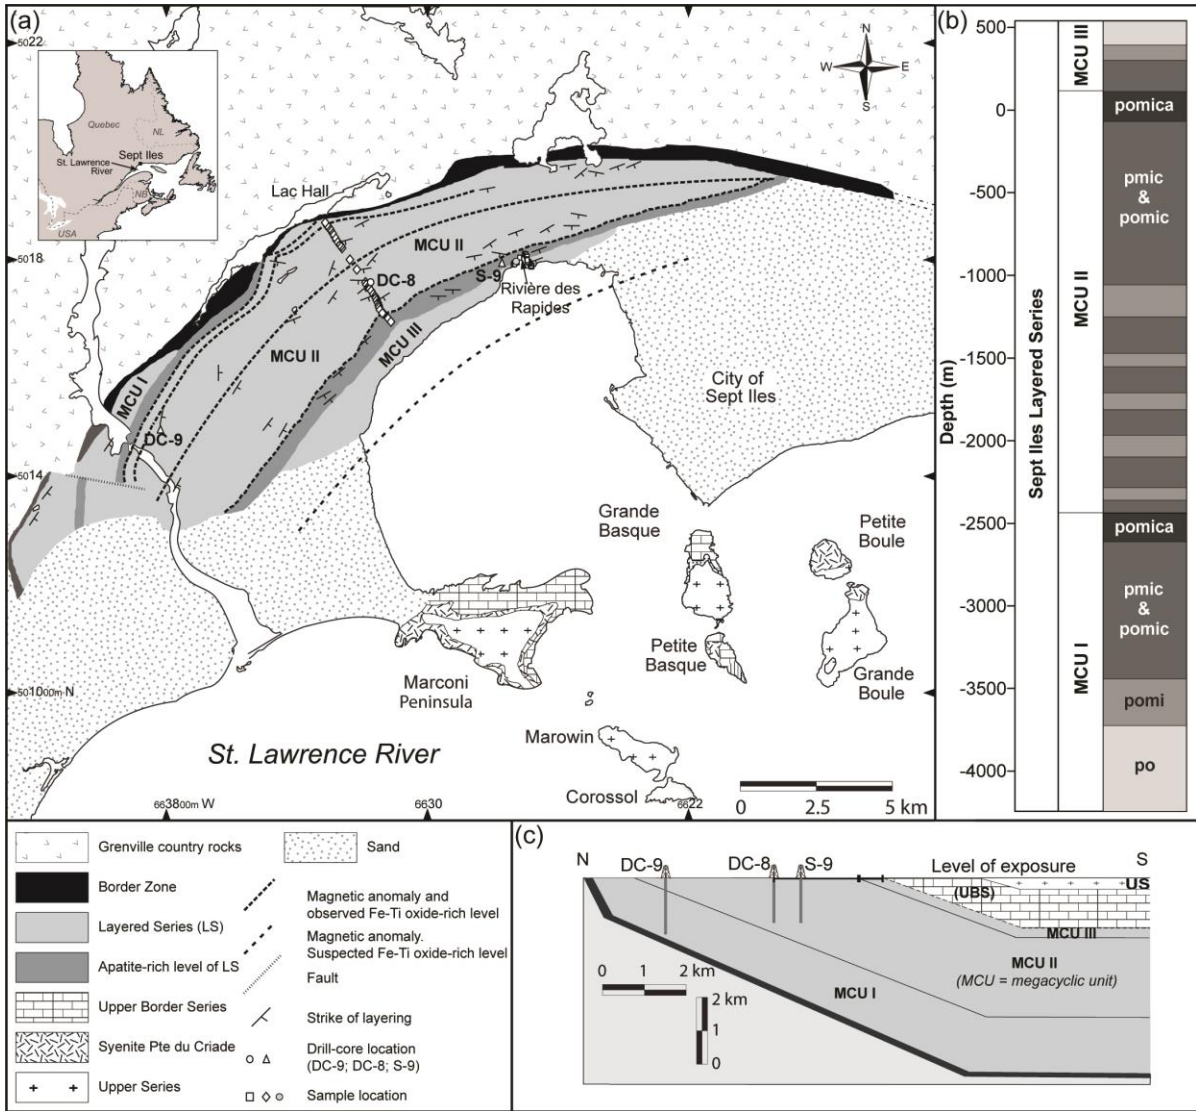 (a)
Quebec
NL
St. Lawrence
River
Sept Iles
NB
USA
N
W
E
S
5022
5018
5014
5010 00m N
6638 00m W
6630
6622
Lac Hall
MCU II
DC-8
S-9
Rivière des
Rapides
MCU III
MCU II
MCU I
DC-9
City of
Sept Iles
Grande
Basque
Petite
Boule
Petite
Basque
Grande
Boule
Marconi
Peninsula
Marowin
Corossol
St. Lawrence River
0
2.5
5 km
(b)
Depth (m)
500
0
-500
-1000
-1500
-2000
-2500
-3000
-3500
-4000
Sept Iles Layered Series
MCU III
MCU II
MCU I
pomica
pmic
&
pomic
pomica
pmic
&
pomic
pomi
po
Grenville country rocks
Border Zone
Layered Series (LS)
Apatite-rich level of LS
Upper Border Series
Syenite Pte du Criade
Upper Series
Sand
Magnetic anomaly and
observed Fe-Ti oxide-rich level
Magnetic anomaly.
Suspected Fe-Ti oxide-rich level
Fault
Strike of layering
Drill-core location
(DC-9; DC-8; S-9)
Sample location
(c)
N
DC-9
DC-8
S-9
Level of exposure
S
(UBS)
US
MCU III
MCU II
(MCU = megacyclic unit)
MCU I
0 1 2 km
2 km
1
0